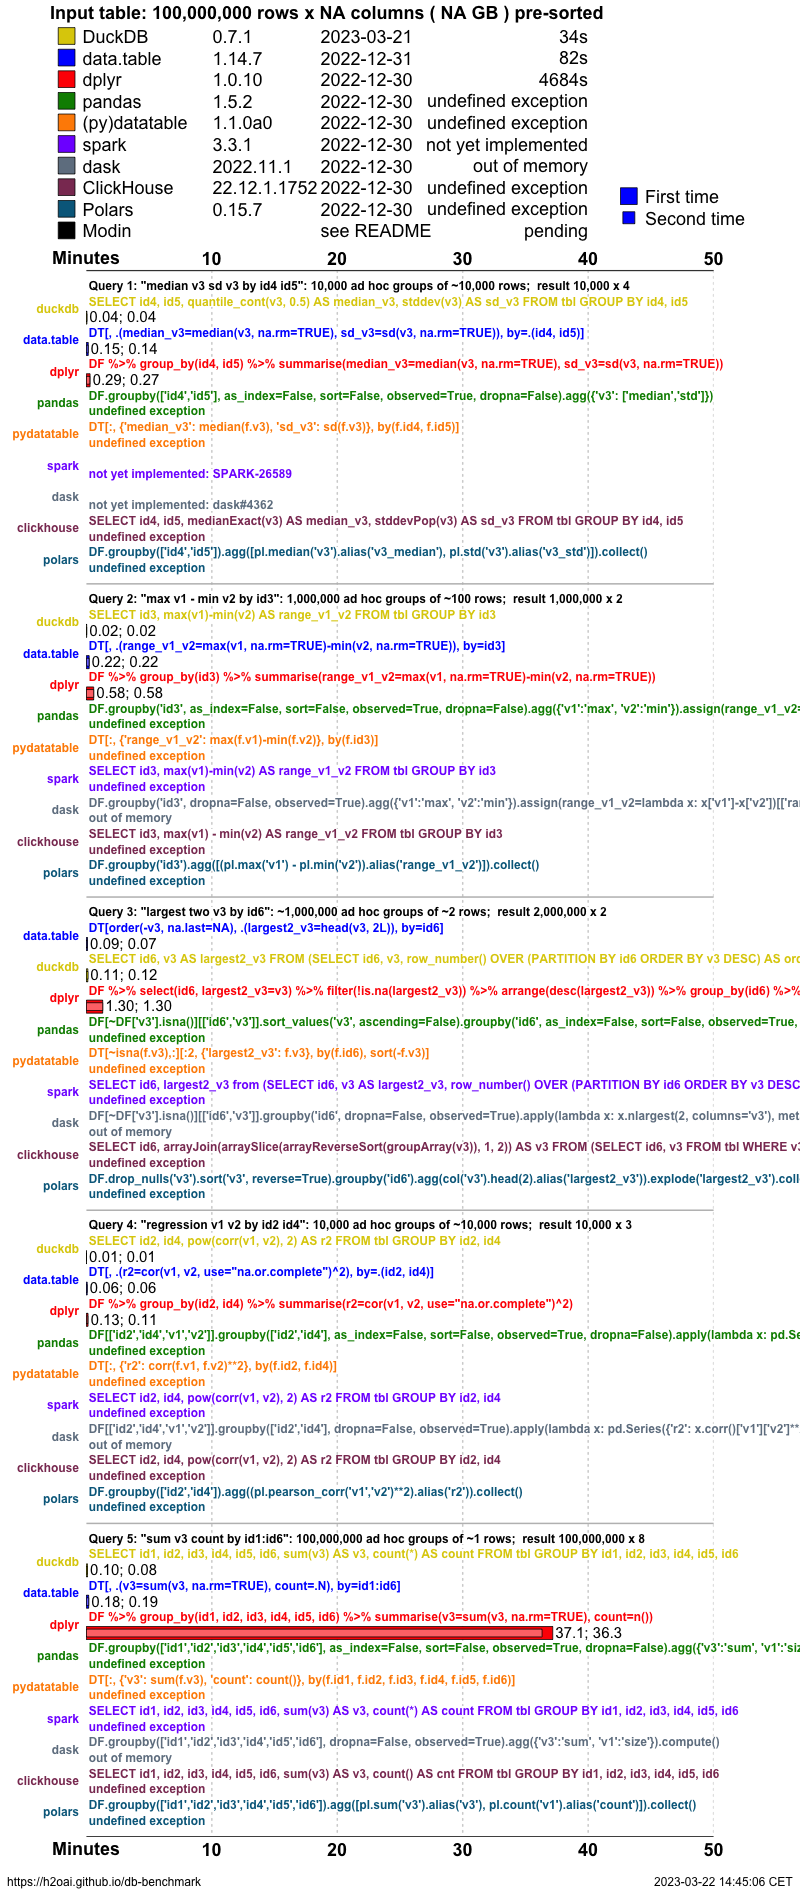 Input table: 100,000,000 rows x NA columns ( NA GB ) pre-sorted
DuckDB 0.7.1 2023-03-21 34s
data.table 1.14.7 2022-12-31 82s
dplyr 1.0.10 2022-12-30 4684s
pandas 1.5.2 2022-12-30 undefined exception
(py)datatable 1.1.0a0 2022-12-30 undefined exception
spark 3.3.1 2022-12-30 not yet implemented
dask 2022.11.1 2022-12-30 out of memory
ClickHouse 22.12.1.1752 2022-12-30 undefined exception
Polars 0.15.7 2022-12-30 undefined exception
Modin see README pending
First time
Second time
Minutes 10 20 30 40 50
Query 1: "median v3 sd v3 by id4 id5": 10,000 ad hoc groups of ~10,000 rows; result 10,000 x 4
duckdb SELECT id4, id5, quantile_cont(v3, 0.5) AS median_v3, stddev(v3) AS sd_v3 FROM tbl GROUP BY id4, id5
0.04; 0.04
data.table DT[, .(median_v3=median(v3, na.rm=TRUE), sd_v3=sd(v3, na.rm=TRUE)), by=.(id4, id5)]
0.15; 0.14
dplyr DF %>% group_by(id4, id5) %>% summarise(median_v3=median(v3, na.rm=TRUE), sd_v3=sd(v3, na.rm=TRUE))
0.29; 0.27
pandas DF.groupby(['id4','id5'], as_index=False, sort=False, observed=True, dropna=False).agg({'v3': ['median','std']})
undefined exception
pydatatable DT[:, {'median_v3': median(f.v3), 'sd_v3': sd(f.v3)}, by(f.id4, f.id5)]
undefined exception
spark
not yet implemented: SPARK-26589
dask
not yet implemented: dask#4362
clickhouse SELECT id4, id5, medianExact(v3) AS median_v3, stddevPop(v3) AS sd_v3 FROM tbl GROUP BY id4, id5
undefined exception
polars DF.groupby(['id4','id5']).agg([pl.median('v3').alias('v3_median'), pl.std('v3').alias('v3_std')]).collect()
undefined exception
Query 2: "max v1 - min v2 by id3": 1,000,000 ad hoc groups of ~100 rows; result 1,000,000 x 2
duckdb SELECT id3, max(v1)-min(v2) AS range_v1_v2 FROM tbl GROUP BY id3
0.02; 0.02
data.table DT[, .(range_v1_v2=max(v1, na.rm=TRUE)-min(v2, na.rm=TRUE)), by=id3]
0.22; 0.22
dplyr DF %>% group_by(id3) %>% summarise(range_v1_v2=max(v1, na.rm=TRUE)-min(v2, na.rm=TRUE))
0.58; 0.58
pandas DF.groupby('id3', as_index=False, sort=False, observed=True, dropna=False).agg({'v1':'max', 'v2':'min'}).assign(range_v1_v2=
undefined exception
pydatatable DT[:, {'range_v1_v2': max(f.v1)-min(f.v2)}, by(f.id3)]
undefined exception
spark SELECT id3, max(v1)-min(v2) AS range_v1_v2 FROM tbl GROUP BY id3
undefined exception
dask DF.groupby('id3', dropna=False, observed=True).agg({'v1':'max', 'v2':'min'}).assign(range_v1_v2=lambda x: x['v1']-x['v2'])[['ra
out of memory
clickhouse SELECT id3, max(v1) - min(v2) AS range_v1_v2 FROM tbl GROUP BY id3
undefined exception
polars DF.groupby('id3').agg([(pl.max('v1') - pl.min('v2')).alias('range_v1_v2')]).collect()
undefined exception
Query 3: "largest two v3 by id6": ~1,000,000 ad hoc groups of ~2 rows; result 2,000,000 x 2
data.table DT[order(-v3, na.last=NA), .(largest2_v3=head(v3, 2L)), by=id6]
0.09; 0.07
duckdb SELECT id6, v3 AS largest2_v3 FROM (SELECT id6, v3, row_number() OVER (PARTITION BY id6 ORDER BY v3 DESC) AS ord
0.11; 0.12
dplyr DF %>% select(id6, largest2_v3=v3) %>% filter(!is.na(largest2_v3)) %>% arrange(desc(largest2_v3)) %>% group_by(id6) %>%
1.30; 1.30
pandas DF[~DF['v3'].isna()][['id6','v3']].sort_values('v3', ascending=False).groupby('id6', as_index=False, sort=False, observed=True,
undefined exception
pydatatable DT[~isna(f.v3),:][:2, {'largest2_v3': f.v3}, by(f.id6), sort(-f.v3)]
undefined exception
spark SELECT id6, largest2_v3 from (SELECT id6, v3 AS largest2_v3, row_number() OVER (PARTITION BY id6 ORDER BY v3 DESC
undefined exception
dask DF[~DF['v3'].isna()][['id6','v3']].groupby('id6', dropna=False, observed=True).apply(lambda x: x.nlargest(2, columns='v3'), met
out of memory
clickhouse SELECT id6, arrayJoin(arraySlice(arrayReverseSort(groupArray(v3)), 1, 2)) AS v3 FROM (SELECT id6, v3 FROM tbl WHERE v3
undefined exception
polars DF.drop_nulls('v3').sort('v3', reverse=True).groupby('id6').agg(col('v3').head(2).alias('largest2_v3')).explode('largest2_v3').coll
undefined exception
Query 4: "regression v1 v2 by id2 id4": 10,000 ad hoc groups of ~10,000 rows; result 10,000 x 3
duckdb SELECT id2, id4, pow(corr(v1, v2), 2) AS r2 FROM tbl GROUP BY id2, id4
0.01; 0.01
data.table DT[, .(r2=cor(v1, v2, use="na.or.complete")^2), by=.(id2, id4)]
0.06; 0.06
dplyr DF %>% group_by(id2, id4) %>% summarise(r2=cor(v1, v2, use="na.or.complete")^2)
0.13; 0.11
pandas DF[['id2','id4','v1','v2']].groupby(['id2','id4'], as_index=False, sort=False, observed=True, dropna=False).apply(lambda x: pd.Se
undefined exception
pydatatable DT[:, {'r2': corr(f.v1, f.v2)**2}, by(f.id2, f.id4)]
undefined exception
spark SELECT id2, id4, pow(corr(v1, v2), 2) AS r2 FROM tbl GROUP BY id2, id4
undefined exception
dask DF[['id2','id4','v1','v2']].groupby(['id2','id4'], dropna=False, observed=True).apply(lambda x: pd.Series({'r2': x.corr()['v1']['v2']**
out of memory
clickhouse SELECT id2, id4, pow(corr(v1, v2), 2) AS r2 FROM tbl GROUP BY id2, id4
undefined exception
polars DF.groupby(['id2','id4']).agg((pl.pearson_corr('v1','v2')**2).alias('r2')).collect()
undefined exception
Query 5: "sum v3 count by id1:id6": 100,000,000 ad hoc groups of ~1 rows; result 100,000,000 x 8
duckdb SELECT id1, id2, id3, id4, id5, id6, sum(v3) AS v3, count(*) AS count FROM tbl GROUP BY id1, id2, id3, id4, id5, id6
0.10; 0.08
data.table DT[, .(v3=sum(v3, na.rm=TRUE), count=.N), by=id1:id6]
0.18; 0.19
dplyr DF %>% group_by(id1, id2, id3, id4, id5, id6) %>% summarise(v3=sum(v3, na.rm=TRUE), count=n())
37.1; 36.3
pandas DF.groupby(['id1','id2','id3','id4','id5','id6'], as_index=False, sort=False, observed=True, dropna=False).agg({'v3':'sum', 'v1':'siz
undefined exception
pydatatable DT[:, {'v3': sum(f.v3), 'count': count()}, by(f.id1, f.id2, f.id3, f.id4, f.id5, f.id6)]
undefined exception
spark SELECT id1, id2, id3, id4, id5, id6, sum(v3) AS v3, count(*) AS count FROM tbl GROUP BY id1, id2, id3, id4, id5, id6
undefined exception
dask DF.groupby(['id1','id2','id3','id4','id5','id6'], dropna=False, observed=True).agg({'v3':'sum', 'v1':'size'}).compute()
out of memory
clickhouse SELECT id1, id2, id3, id4, id5, id6, sum(v3) AS v3, count() AS cnt FROM tbl GROUP BY id1, id2, id3, id4, id5, id6
undefined exception
polars DF.groupby(['id1','id2','id3','id4','id5','id6']).agg([pl.sum('v3').alias('v3'), pl.count('v1').alias('count')]).collect()
undefined exception
Minutes 10 20 30 40 50
https://h2oai.github.io/db-benchmark 2023-03-22 14:45:06 CET